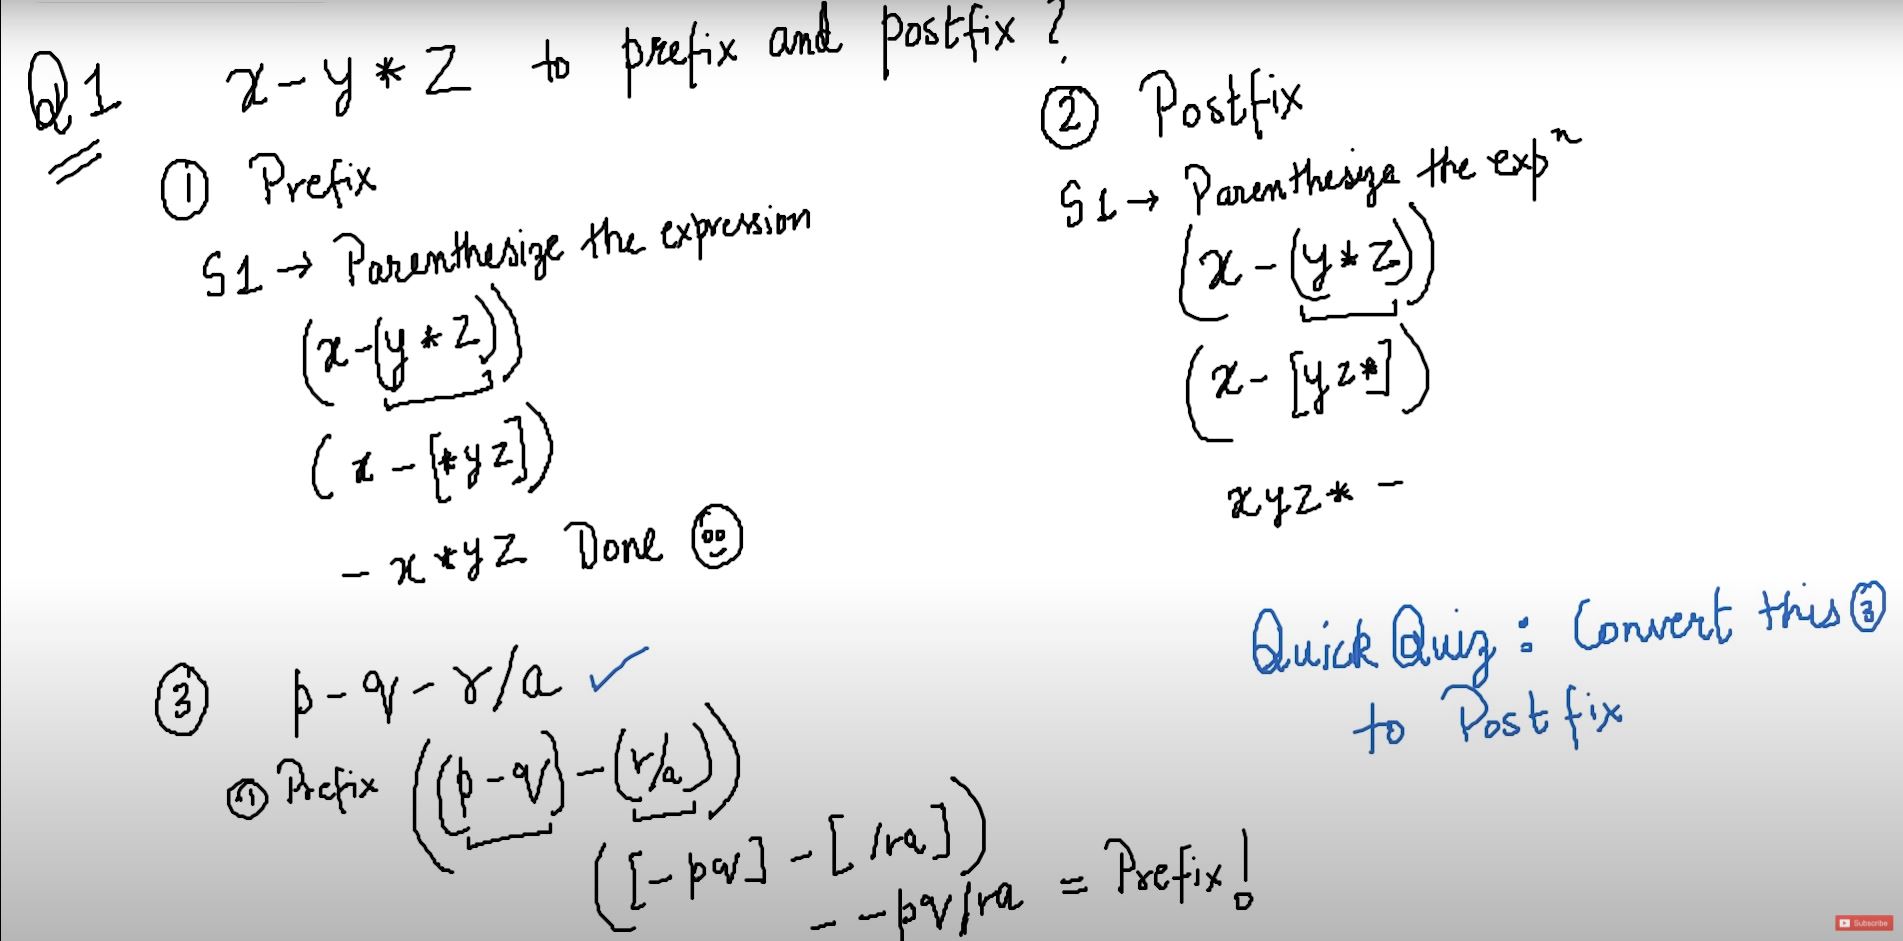 Q1 x-y*z to prefix and postfix ?
① Prefix
S1 → Parenthesize the expression
(x-(y*z))
(x-[*yz])
-x*yz Done
② Postfix
S1 → Parenthesize the expⁿ
(x-(y*z))
(x-[yz*])
xyz*-
③ p-q-r/a ✓
① Prefix ((p-q)-(r/a))
([-pq]-[/ra])
--pq/ra = Prefix!
Quick Quiz : Convert this ③
to Postfix
Subscribe